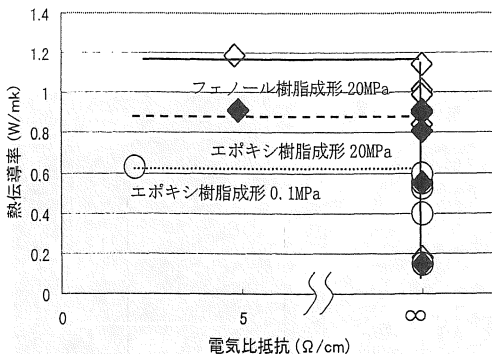 1.4
1.2
1
0.8
0.6
0.4
0.2
0
熱伝導率(W/mk)
フェノール樹脂成形 20MPa
エポキシ樹脂成形 20MPa
エポキシ樹脂成形 0.1MPa
0
5
∞
電気比抵抗(Ω/cm)